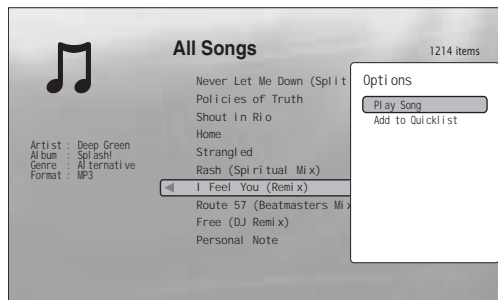 All Songs
1214 items
Never Let Me Down (Split
Policies of Truth
Shout in Rio
Home
Strangled
Rash (Spiritual Mix)
I Feel You (Remix)
Route 57 (Beatmasters Mix
Free (DJ Remix)
Personal Note
Artist : Deep Green
Album : Splash!
Genre : Alternative
Format : MP3
Options
Play Song
Add to Quicklist